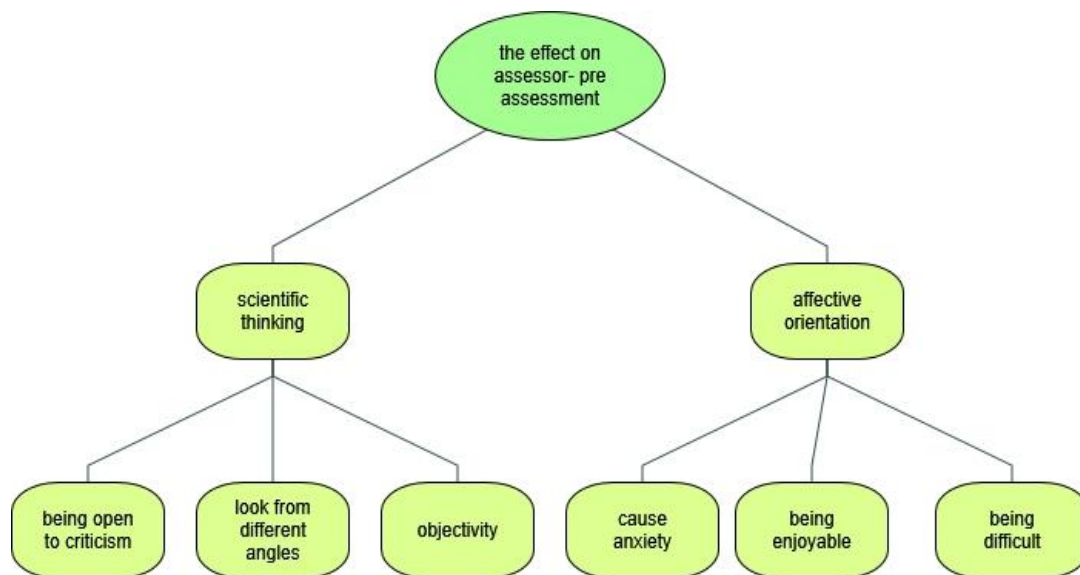 the effect on
assessor- pre
assessment
scientific
thinking
affective
orientation
being open
to criticism
look from
different
angles
objectivity
cause
anxiety
being
enjoyable
being
difficult